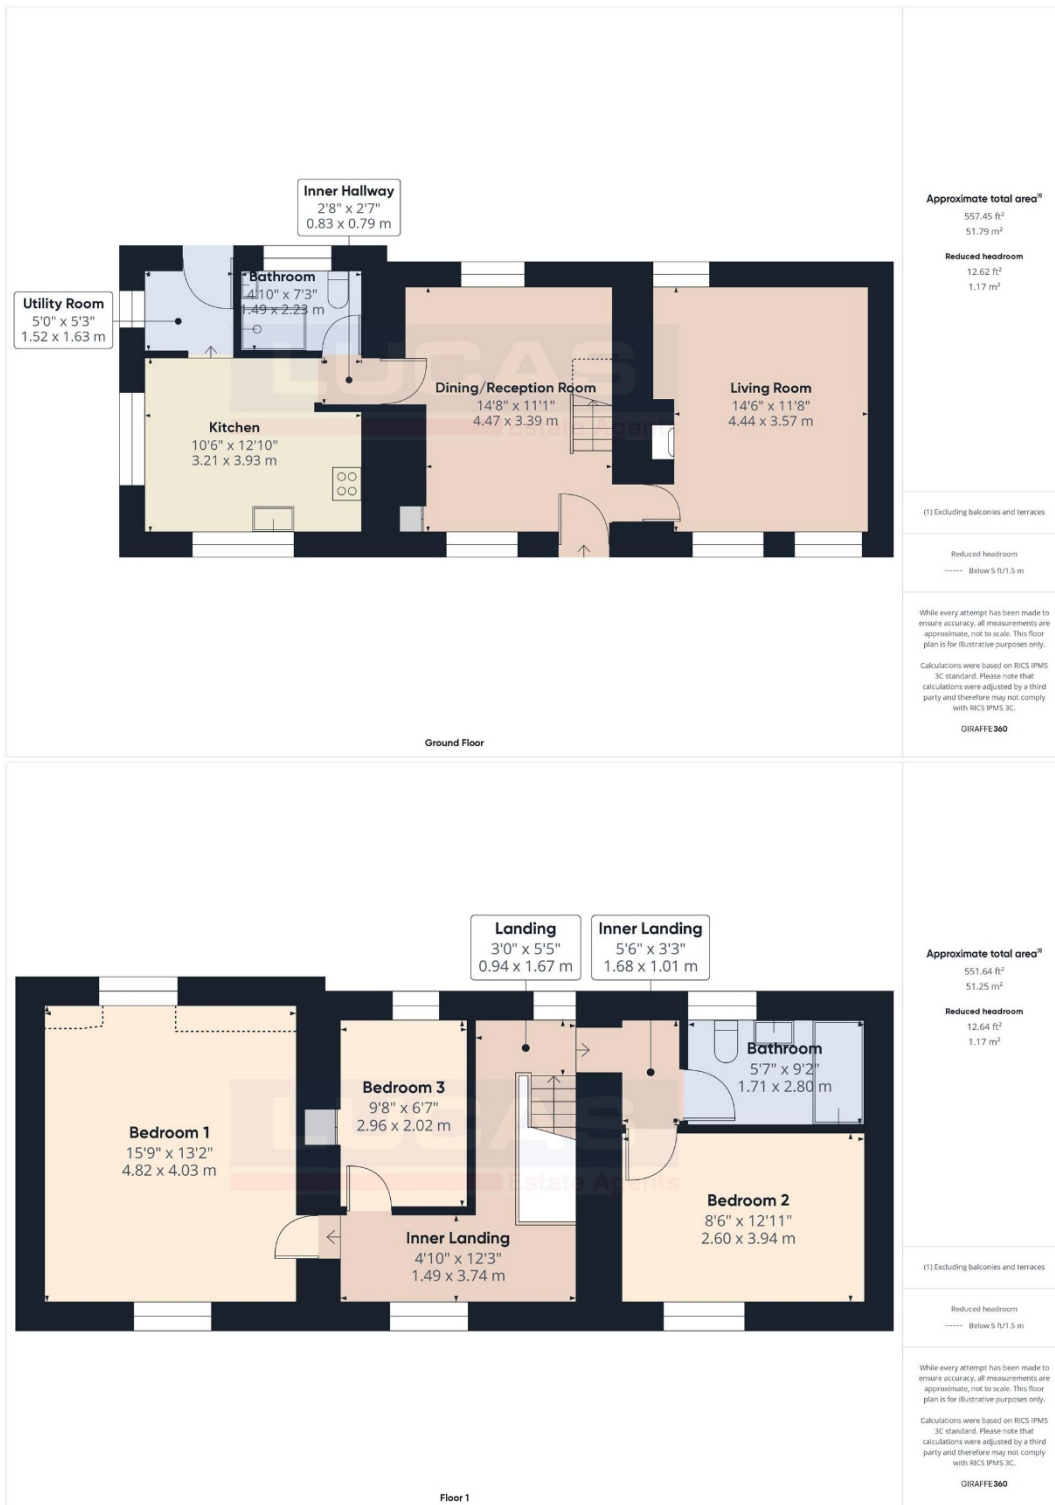 Inner Hallway
2'8" x 2'7"
0.83 x 0.79 m
Utility Room
5'0" x 5'3"
1.52 x 1.63 m
Bathroom
4'10" x 7'3"
1.49 x 2.23 m
Kitchen
10'6" x 12'10"
3.21 x 3.93 m
Dining/Reception Room
14'8" x 11'1"
4.47 x 3.39 m
Living Room
14'6" x 11'8"
4.44 x 3.57 m
LUCAS
Estate Agents
Ground Floor
Approximate total area(1)
557.45 ft²
51.79 m²
Reduced headroom
12.62 ft²
1.17 m²
(1) Excluding balconies and terraces
Reduced headroom
Below 5 ft/1.5 m
While every attempt has been made to
ensure accuracy, all measurements are
approximate, not to scale. This floor
plan is for illustrative purposes only.
Calculations were based on RICS IPMS
3C standard. Please note that
calculations were adjusted by a third
party and therefore may not comply
with RICS IPMS 3C.
GIRAFFE360
Landing
3'0" x 5'5"
0.94 x 1.67 m
Inner Landing
5'6" x 3'3"
1.68 x 1.01 m
Bathroom
5'7" x 9'2"
1.71 x 2.80 m
Bedroom 3
9'8" x 6'7"
2.96 x 2.02 m
Bedroom 1
15'9" x 13'2"
4.82 x 4.03 m
Bedroom 2
8'6" x 12'11"
2.60 x 3.94 m
Inner Landing
4'10" x 12'3"
1.49 x 3.74 m
LUCAS
Estate Agents
Floor 1
Approximate total area(1)
551.64 ft²
51.25 m²
Reduced headroom
12.64 ft²
1.17 m²
(1) Excluding balconies and terraces
Reduced headroom
Below 5 ft/1.5 m
While every attempt has been made to
ensure accuracy, all measurements are
approximate, not to scale. This floor
plan is for illustrative purposes only.
Calculations were based on RICS IPMS
3C standard. Please note that
calculations were adjusted by a third
party and therefore may not comply
with RICS IPMS 3C.
GIRAFFE360